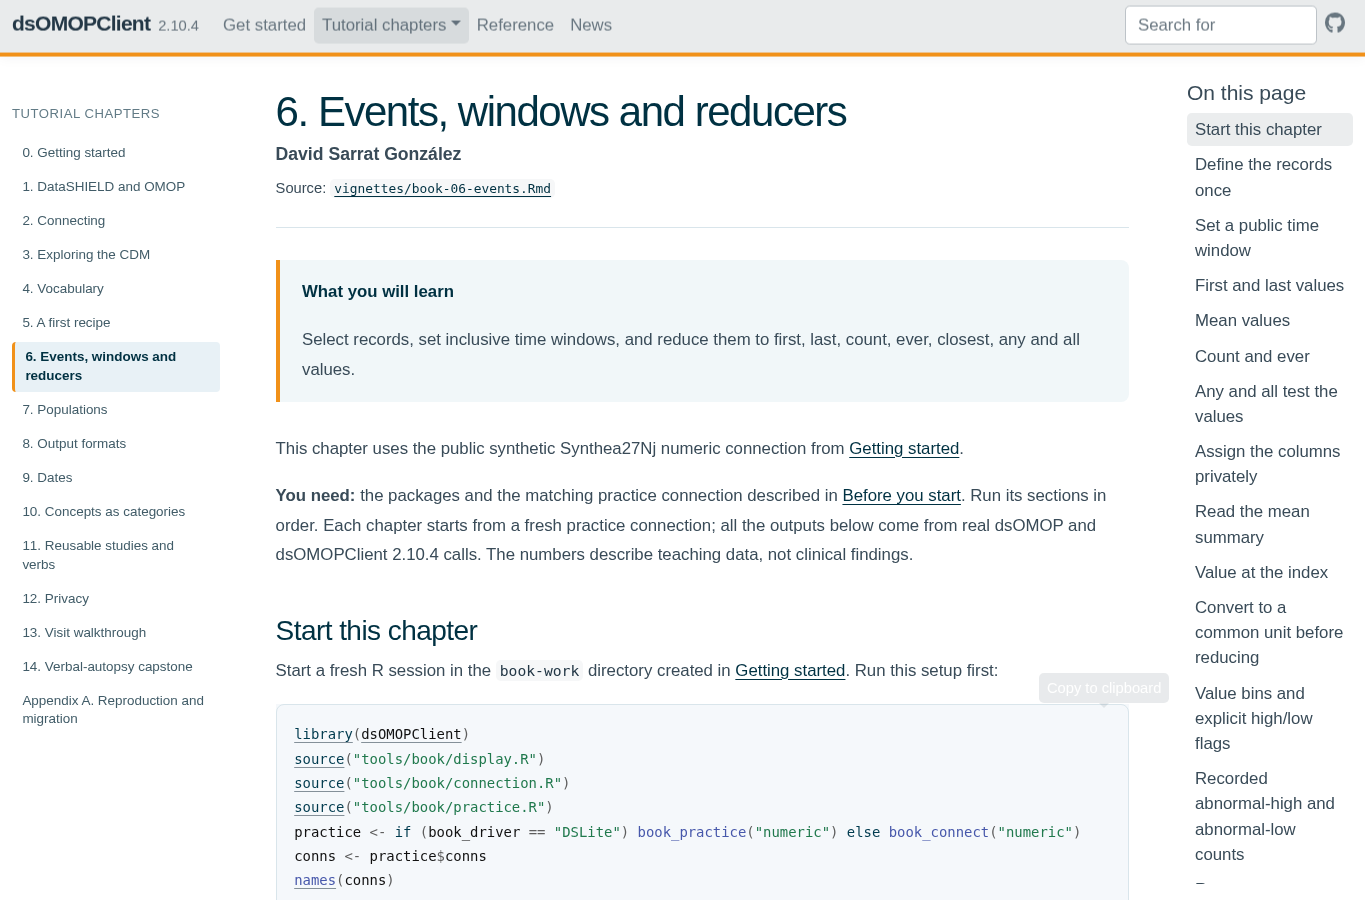 dsOMOPClient 2.10.4 Get started Tutorial chapters Reference News Search for
TUTORIAL CHAPTERS
0. Getting started
1. DataSHIELD and OMOP
2. Connecting
3. Exploring the CDM
4. Vocabulary
5. A first recipe
6. Events, windows and
reducers
7. Populations
8. Output formats
9. Dates
10. Concepts as categories
11. Reusable studies and
verbs
12. Privacy
13. Visit walkthrough
14. Verbal-autopsy capstone
Appendix A. Reproduction and
migration
6. Events, windows and reducers
David Sarrat González
Source: vignettes/book-06-events.Rmd
What you will learn
Select records, set inclusive time windows, and reduce them to first, last, count, ever, closest, any and all
values.
This chapter uses the public synthetic Synthea27Nj numeric connection from Getting started.
You need: the packages and the matching practice connection described in Before you start. Run its sections in
order. Each chapter starts from a fresh practice connection; all the outputs below come from real dsOMOP and
dsOMOPClient 2.10.4 calls. The numbers describe teaching data, not clinical findings.
Start this chapter
Start a fresh R session in the book-work directory created in Getting started. Run this setup first:
Copy to clipboard
library(dsOMOPClient)
source("tools/book/display.R")
source("tools/book/connection.R")
source("tools/book/practice.R")
practice <- if (book_driver == "DSLite") book_practice("numeric") else book_connect("numeric")
conns <- practice$conns
names(conns)
On this page
Start this chapter
Define the records
once
Set a public time
window
First and last values
Mean values
Count and ever
Any and all test the
values
Assign the columns
privately
Read the mean
summary
Value at the index
Convert to a
common unit before
reducing
Value bins and
explicit high/low
flags
Recorded
abnormal-high and
abnormal-low
counts